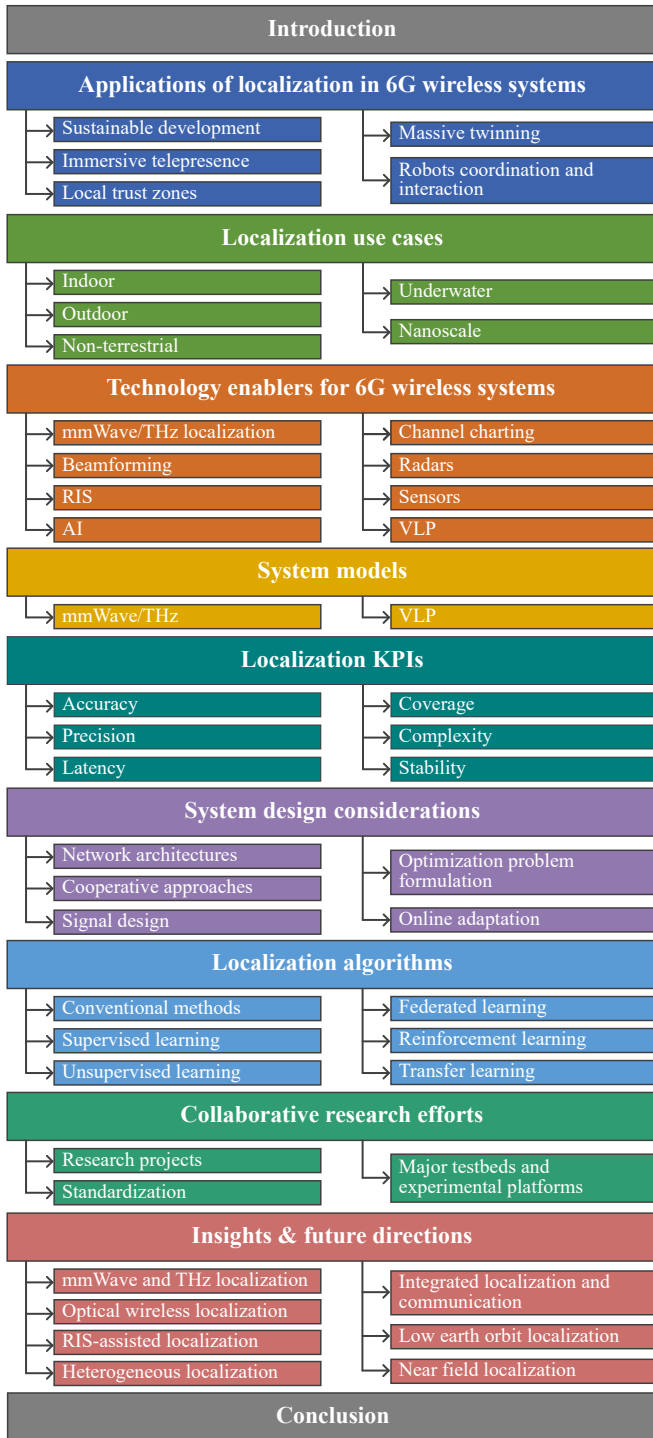 Introduction
Applications of localization in 6G wireless systems
Sustainable development
Immersive telepresence
Local trust zones
Massive twinning
Robots coordination and
interaction
Localization use cases
Indoor
Outdoor
Non-terrestrial
Underwater
Nanoscale
Technology enablers for 6G wireless systems
mmWave/THz localization
Beamforming
RIS
AI
Channel charting
Radars
Sensors
VLP
System models
mmWave/THz
VLP
Localization KPIs
Accuracy
Precision
Latency
Coverage
Complexity
Stability
System design considerations
Network architectures
Cooperative approaches
Signal design
Optimization problem
formulation
Online adaptation
Localization algorithms
Conventional methods
Supervised learning
Unsupervised learning
Federated learning
Reinforcement learning
Transfer learning
Collaborative research efforts
Research projects
Standardization
Major testbeds and
experimental platforms
Insights & future directions
mmWave and THz localization
Optical wireless localization
RIS-assisted localization
Heterogeneous localization
Integrated localization and
communication
Low earth orbit localization
Near field localization
Conclusion